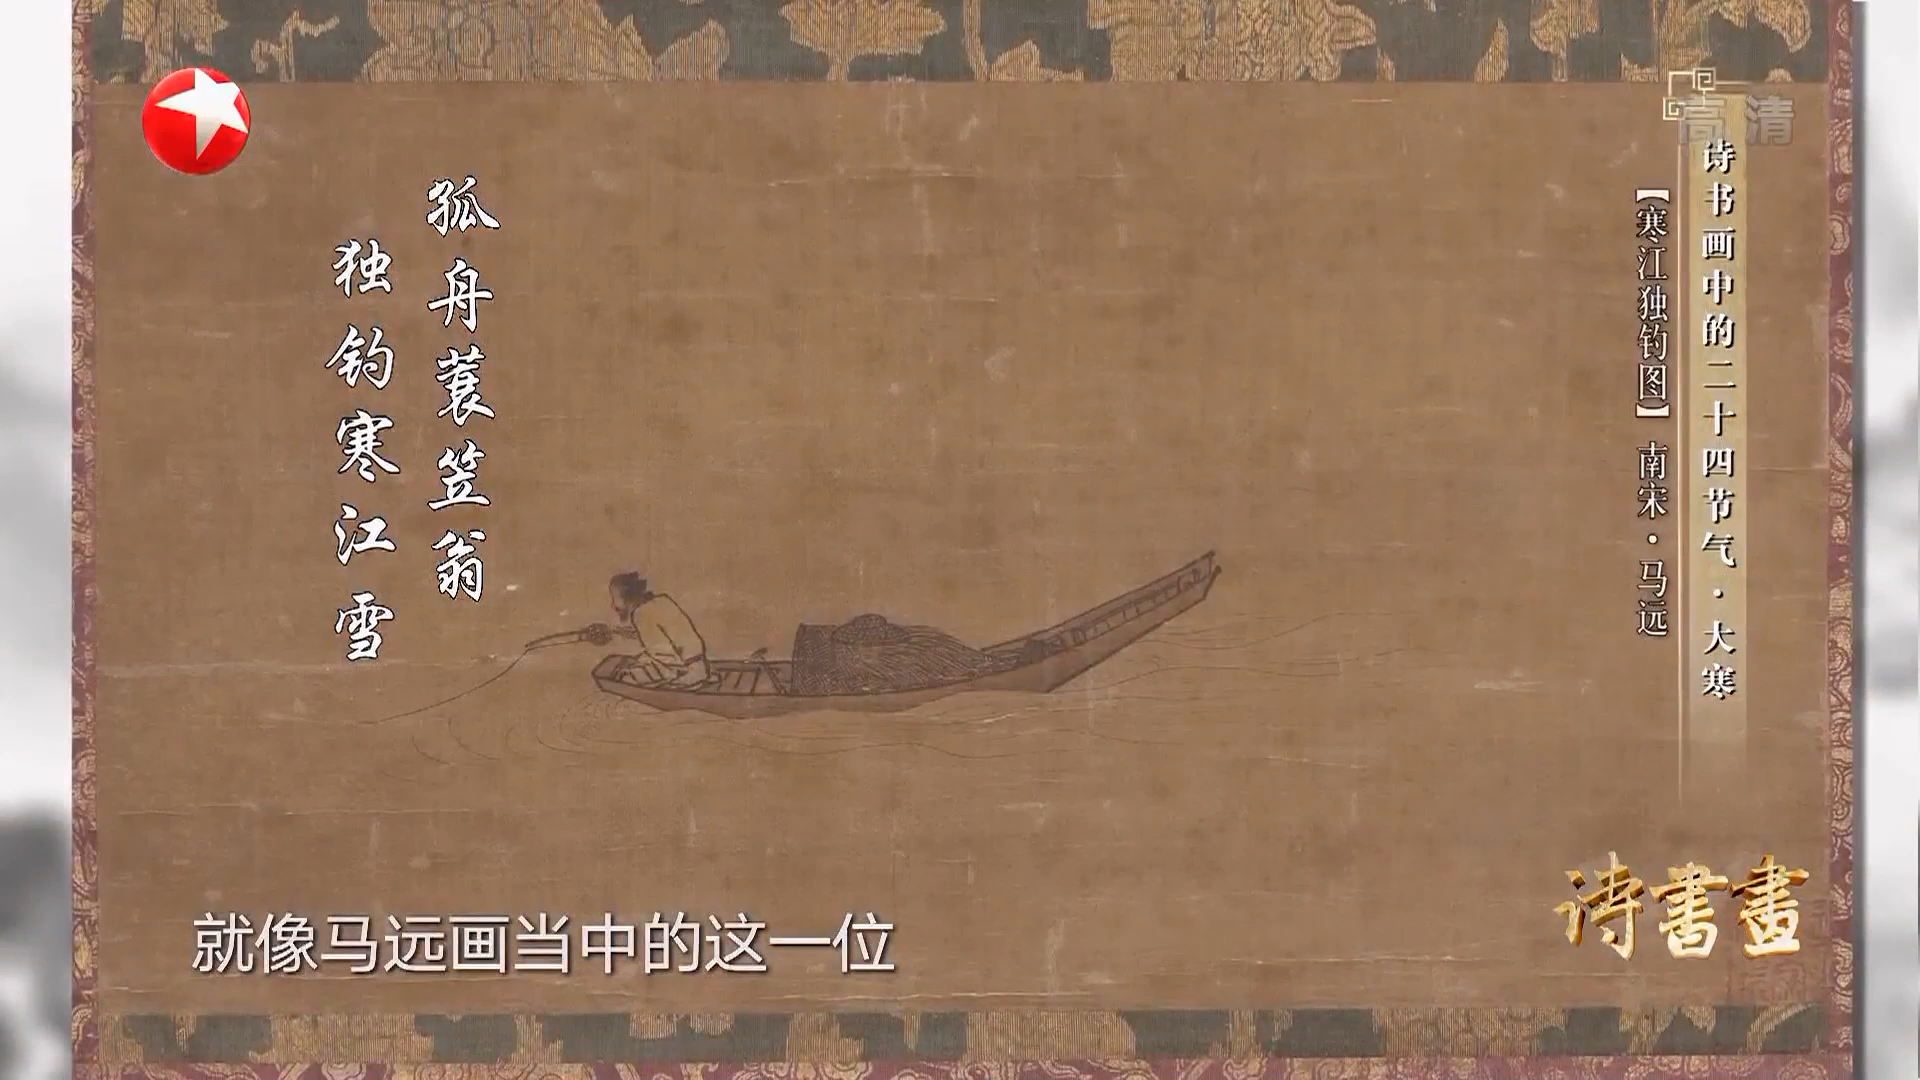 高清
诗书画中的二十四节气·大寒
【寒江独钓图】 南宋·马远
孤舟蓑笠翁
独钓寒江雪
诗書畫
就像马远画当中的这一位